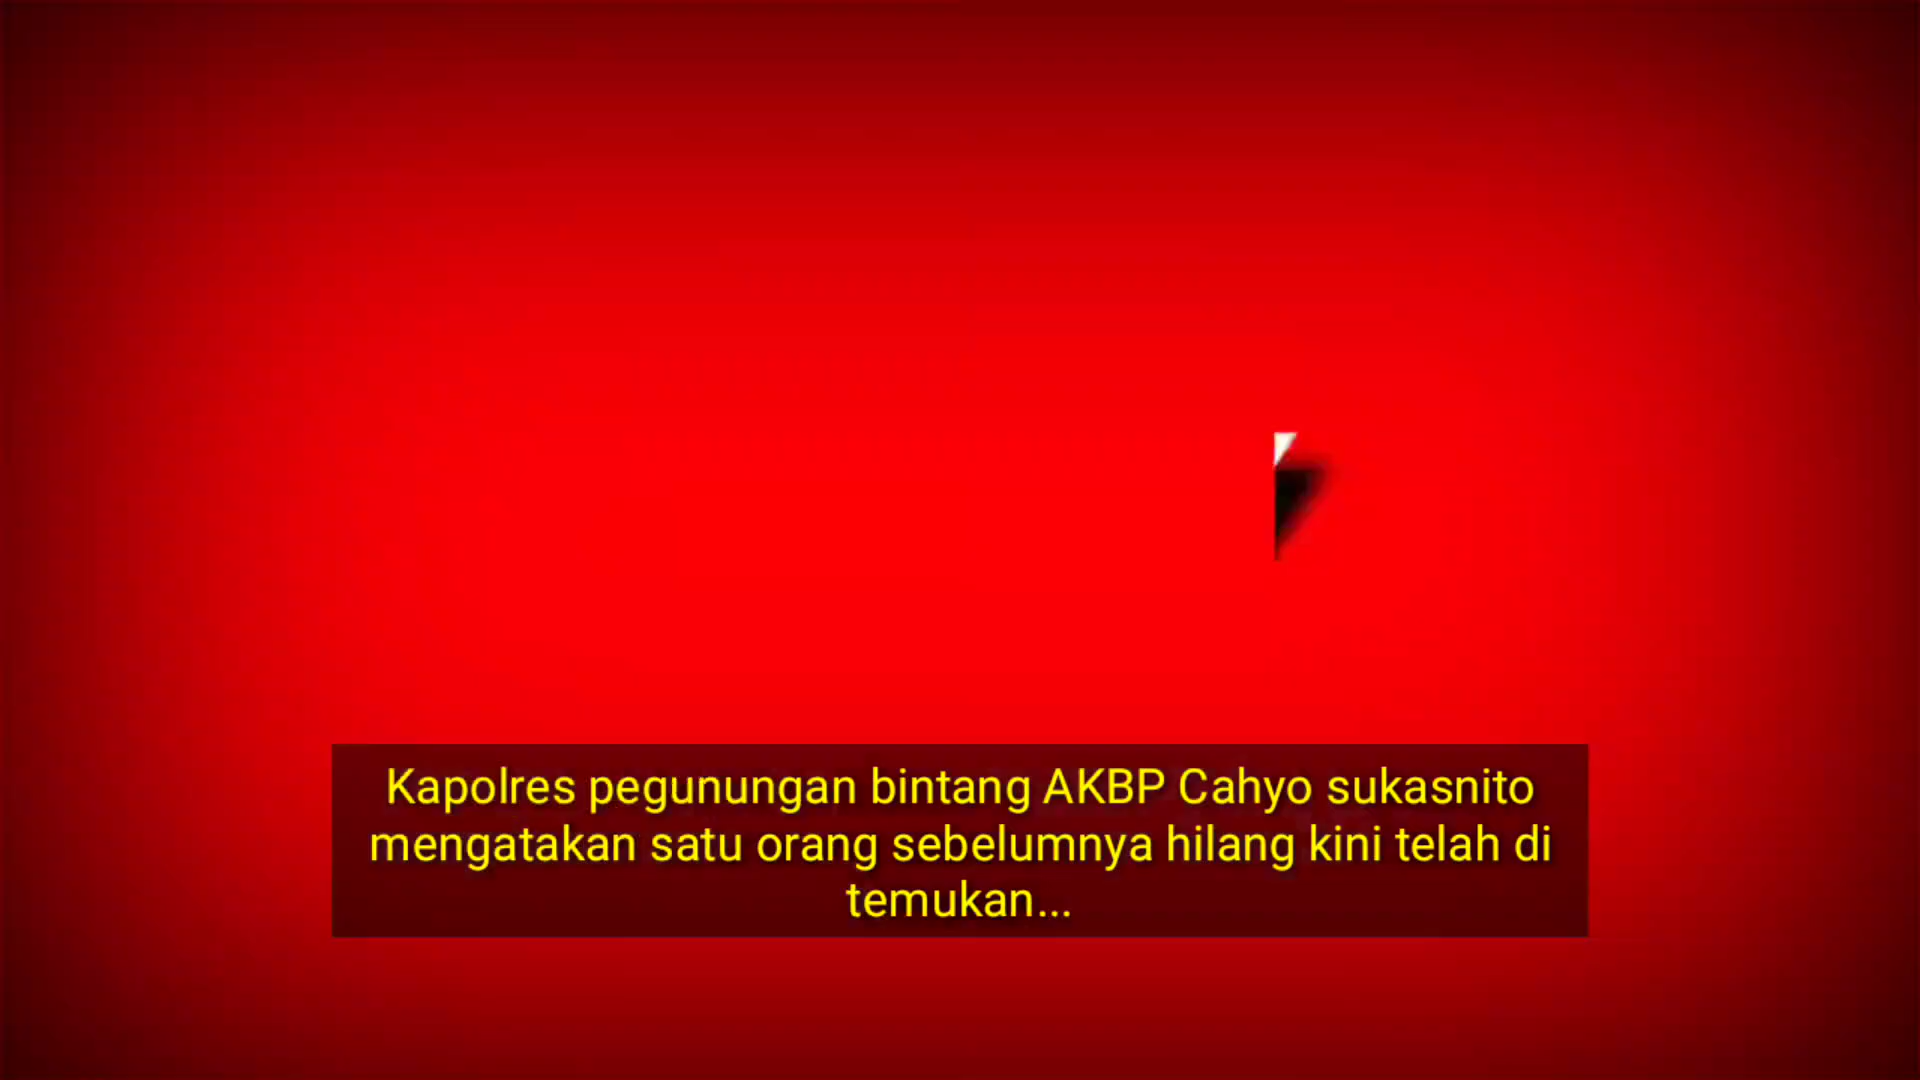 Kapolres pegunungan bintang AKBP Cahyo sukasnito
mengatakan satu orang sebelumnya hilang kini telah di
temukan...